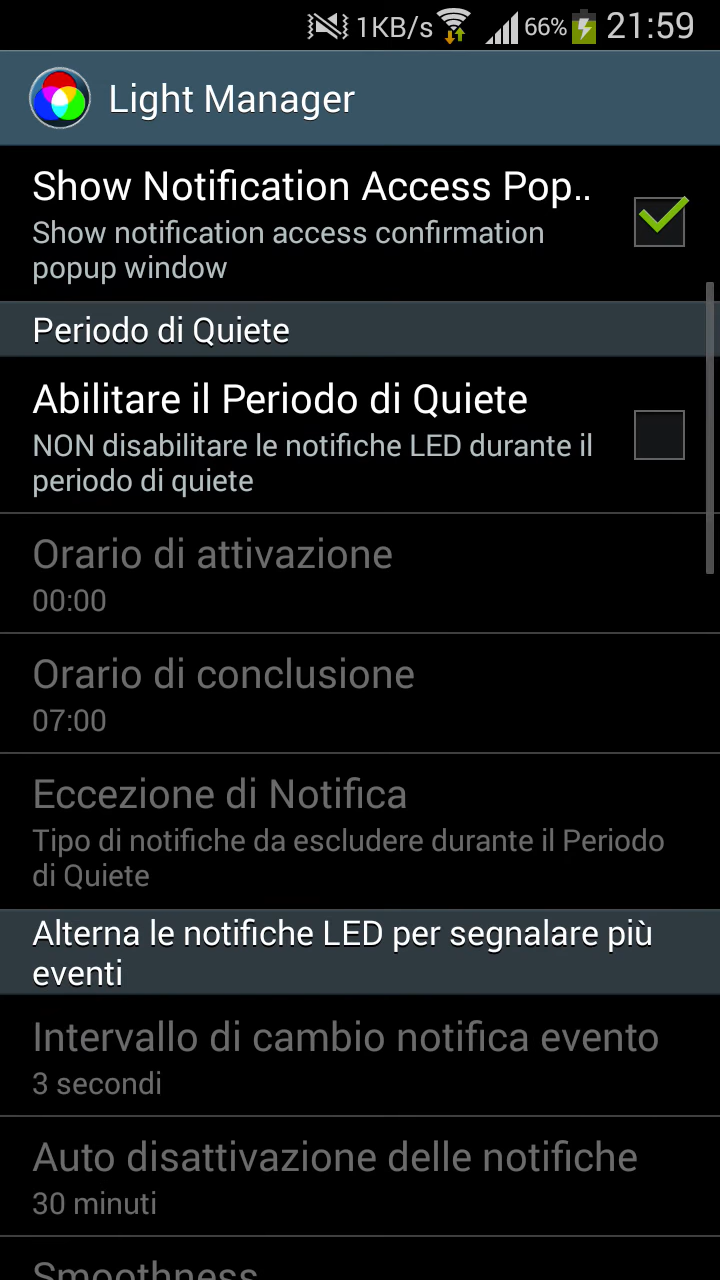 1KB/s 66% 21:59
Light Manager
Show Notification Access Pop..
Show notification access confirmation
popup window
Periodo di Quiete
Abilitare il Periodo di Quiete
NON disabilitare le notifiche LED durante il
periodo di quiete
Orario di attivazione
00:00
Orario di conclusione
07:00
Eccezione di Notifica
Tipo di notifiche da escludere durante il Periodo
di Quiete
Alterna le notifiche LED per segnalare più
eventi
Intervallo di cambio notifica evento
3 secondi
Auto disattivazione delle notifiche
30 minuti
Smoothness